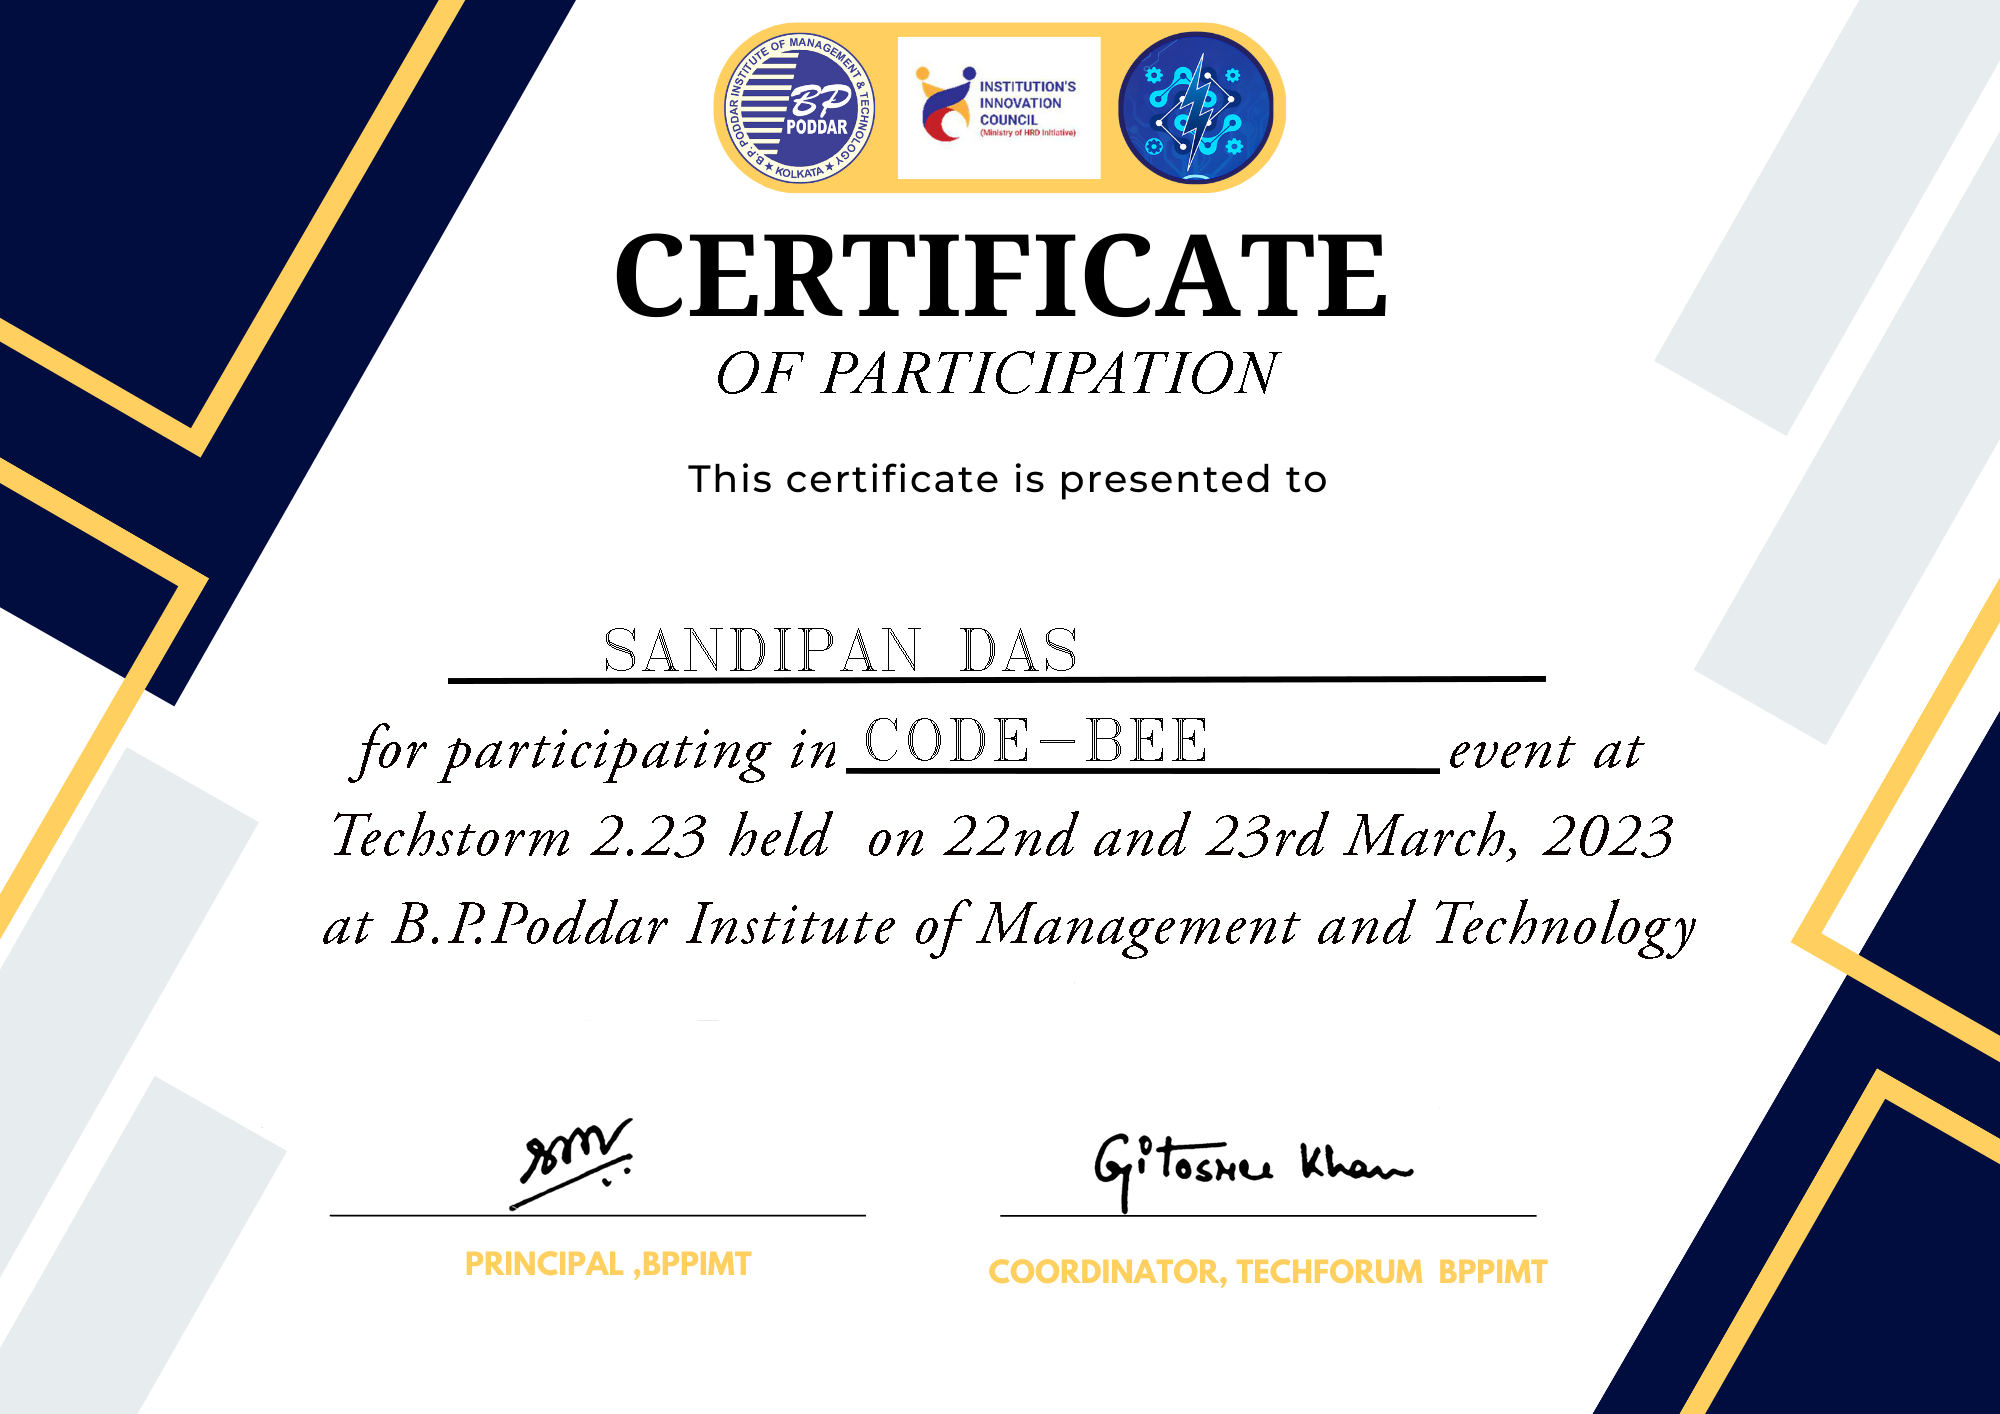 B.P. PODDAR INSTITUTE OF MANAGEMENT & TECHNOLOGY
★ KOLKATA ★
BP
PODDAR
INSTITUTION'S
INNOVATION
COUNCIL
(Ministry of HRD Initiative)
CERTIFICATE
OF PARTICIPATION
This certificate is presented to
SANDIPAN DAS
for participating in CODE-BEE event at
Techstorm 2.23 held on 22nd and 23rd March, 2023
at B.P.Poddar Institute of Management and Technology
Gitosree Khan
PRINCIPAL ,BPPIMT
COORDINATOR, TECHFORUM BPPIMT